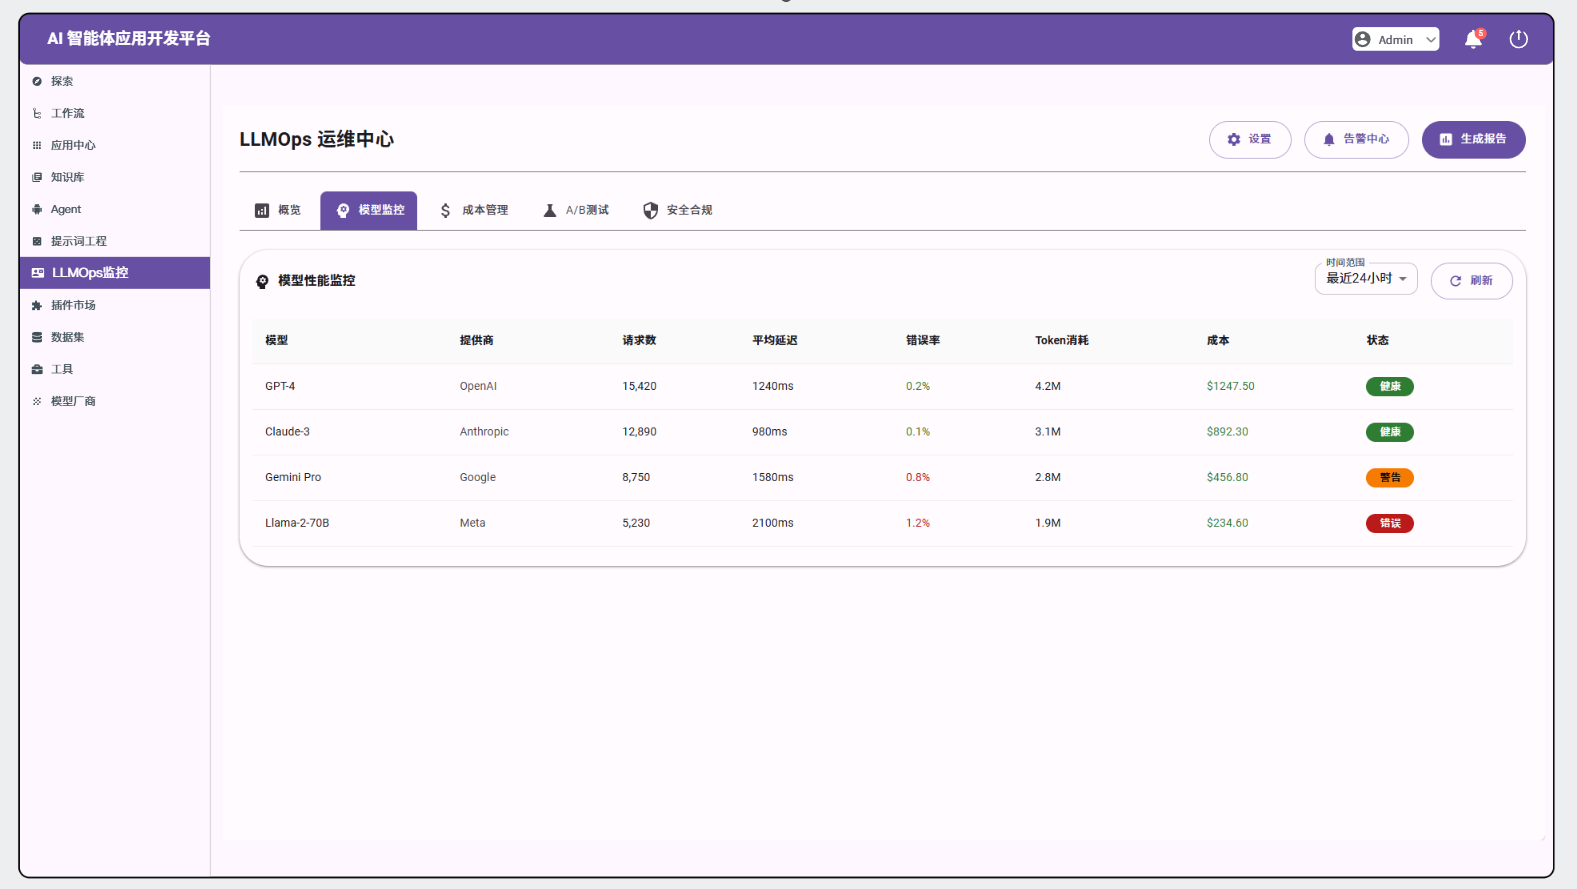 AI 智能体应用开发平台
Admin
5
探索
工作流
应用中心
知识库
Agent
提示词工程
LLMOps监控
插件市场
数据集
工具
模型厂商
LLMOps 运维中心
设置
告警中心
生成报告
概览
模型监控
成本管理
A/B测试
安全合规
模型性能监控
时间范围
最近24小时
刷新
模型 提供商 请求数 平均延迟 错误率 Token消耗 成本 状态
GPT-4 OpenAI 15,420 1240ms 0.2% 4.2M $1247.50 健康
Claude-3 Anthropic 12,890 980ms 0.1% 3.1M $892.30 健康
Gemini Pro Google 8,750 1580ms 0.8% 2.8M $456.80 警告
Llama-2-70B Meta 5,230 2100ms 1.2% 1.9M $234.60 错误